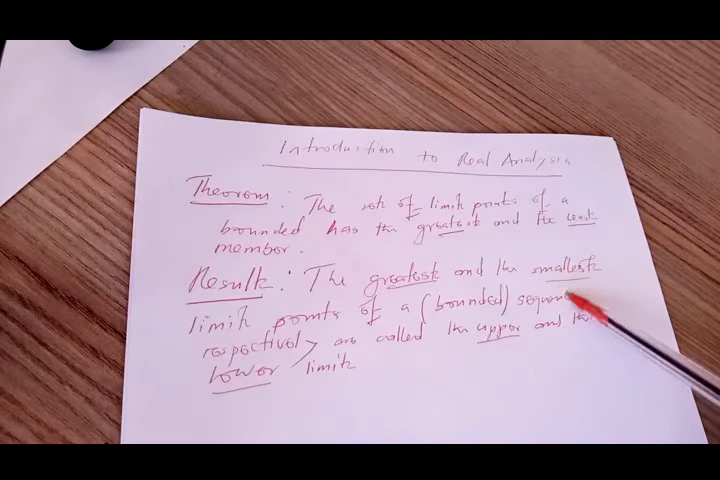 Introduction to Real Analysis
Theorem: The set of limit points of a
bounded has the greatest and the least
member.
Result: The greatest and the smallest
limit points of a (bounded) sequence
respectively are called the upper and the
lower limit